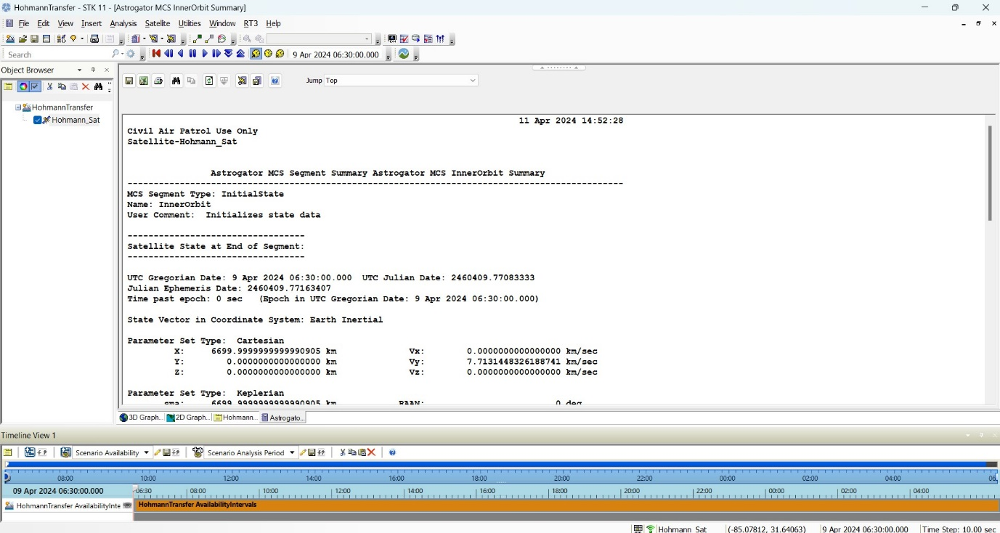 HohmannTransfer - STK 11 - [Astrogator MCS InnerOrbit Summary]
File Edit View Insert Analysis Satellite Utilities Window RT3 Help
Search
9 Apr 2024 06:30:00.000
Object Browser
HohmannTransfer
Hohmann_Sat
Jump Top
11 Apr 2024 14:52:28
Civil Air Patrol Use Only
Satellite-Hohmann_Sat
Astrogator MCS Segment Summary Astrogator MCS InnerOrbit Summary
--------------------------------------------------------------------------------
MCS Segment Type: InitialState
Name: InnerOrbit
User Comment: Initializes state data
----------------------------------
Satellite State at End of Segment:
----------------------------------
UTC Gregorian Date: 9 Apr 2024 06:30:00.000 UTC Julian Date: 2460409.77083333
Julian Ephemeris Date: 2460409.77163407
Time past epoch: 0 sec (Epoch in UTC Gregorian Date: 9 Apr 2024 06:30:00.000)
State Vector in Coordinate System: Earth Inertial
Parameter Set Type: Cartesian
X: 6699.9999999999990905 km Vx: 0.0000000000000000 km/sec
Y: 0.0000000000000000 km Vy: 7.7131448326188741 km/sec
Z: 0.0000000000000000 km Vz: 0.0000000000000000 km/sec
Parameter Set Type: Keplerian
sma: 6699.9999999999990905 km RAAN: 0 deg
3D Graph... 2D Graph... Hohmann... Astrogato...
Timeline View 1
Scenario Availability Scenario Analysis Period
08:00 10:00 12:00 14:00 16:00 18:00 20:00 22:00 00:00 02:00 04:00 06:
09 Apr 2024 06:30:00.000 06:30 08:00 10:00 12:00 14:00 16:00 18:00 20:00 22:00 00:00 02:00 04:00
HohmannTransfer AvailabilityInte HohmannTransfer AvailabilityIntervals
Hohmann_Sat (-85.07812, 31.64063) 9 Apr 2024 06:30:00.000 Time Step: 10.00 sec